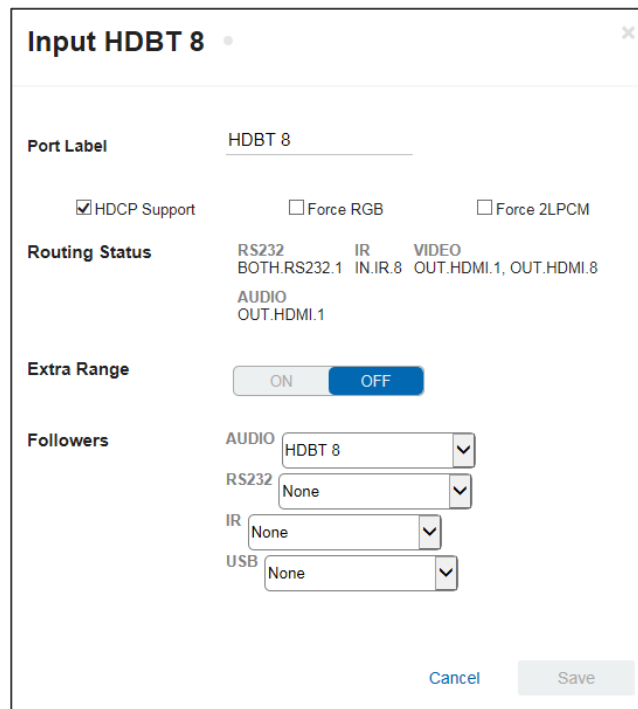 Input HDBT 8
Port Label HDBT 8
HDCP Support Force RGB Force 2LPCM
Routing Status RS232 IR VIDEO
BOTH.RS232.1 IN.IR.8 OUT.HDMI.1, OUT.HDMI.8
AUDIO
OUT.HDMI.1
Extra Range ON OFF
Followers AUDIO HDBT 8
RS232 None
IR None
USB None
Cancel Save